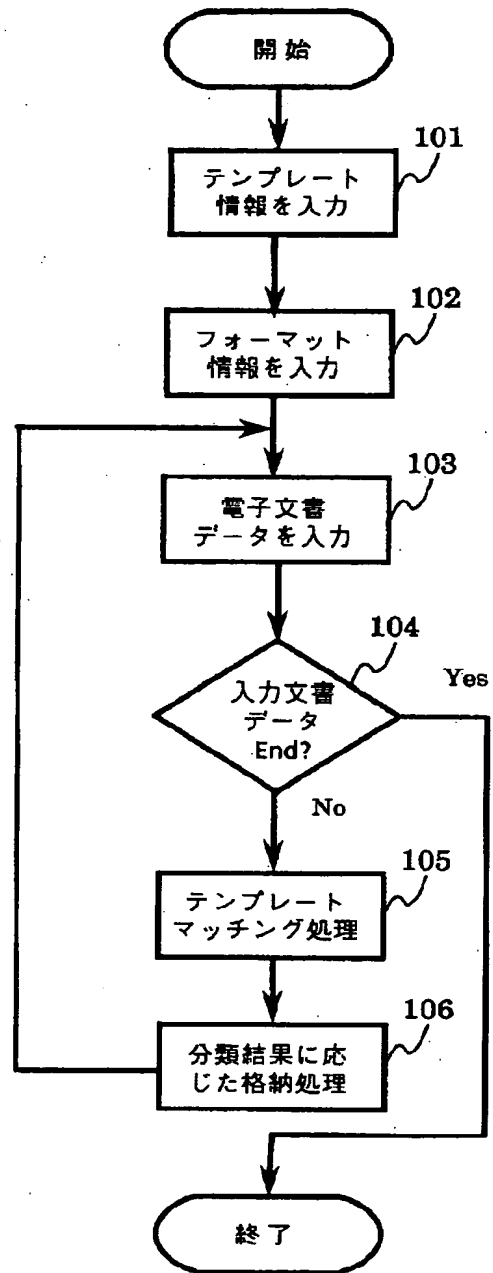 開始
101
テンプレート
情報を入力
102
フォーマット
情報を入力
103
電子文書
データを入力
104
入力文書
データ
End?
Yes
No
105
テンプレート
マッチング処理
106
分類結果に応
じた格納処理
終了